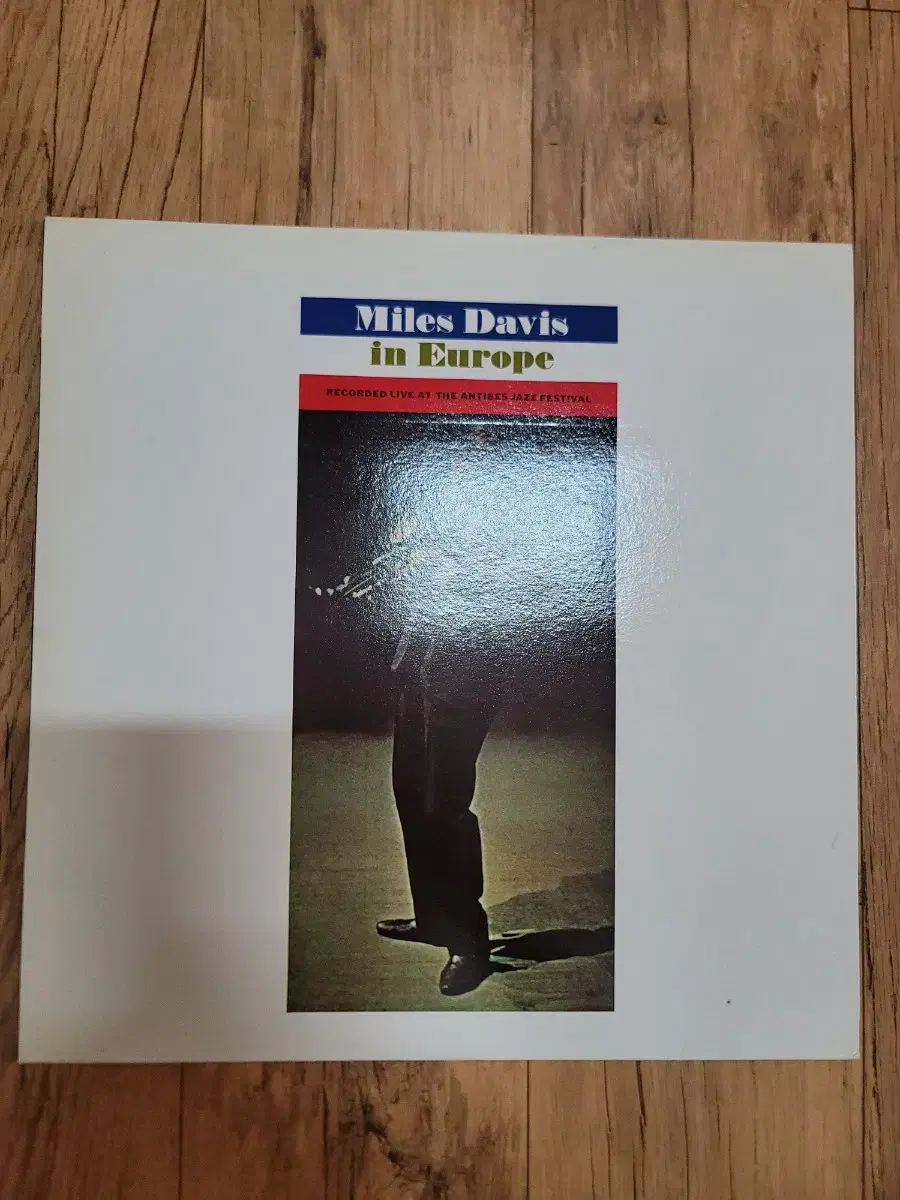 Miles Davis
in Europe
RECORDED LIVE AT THE ANTIBES JAZZ FESTIVAL